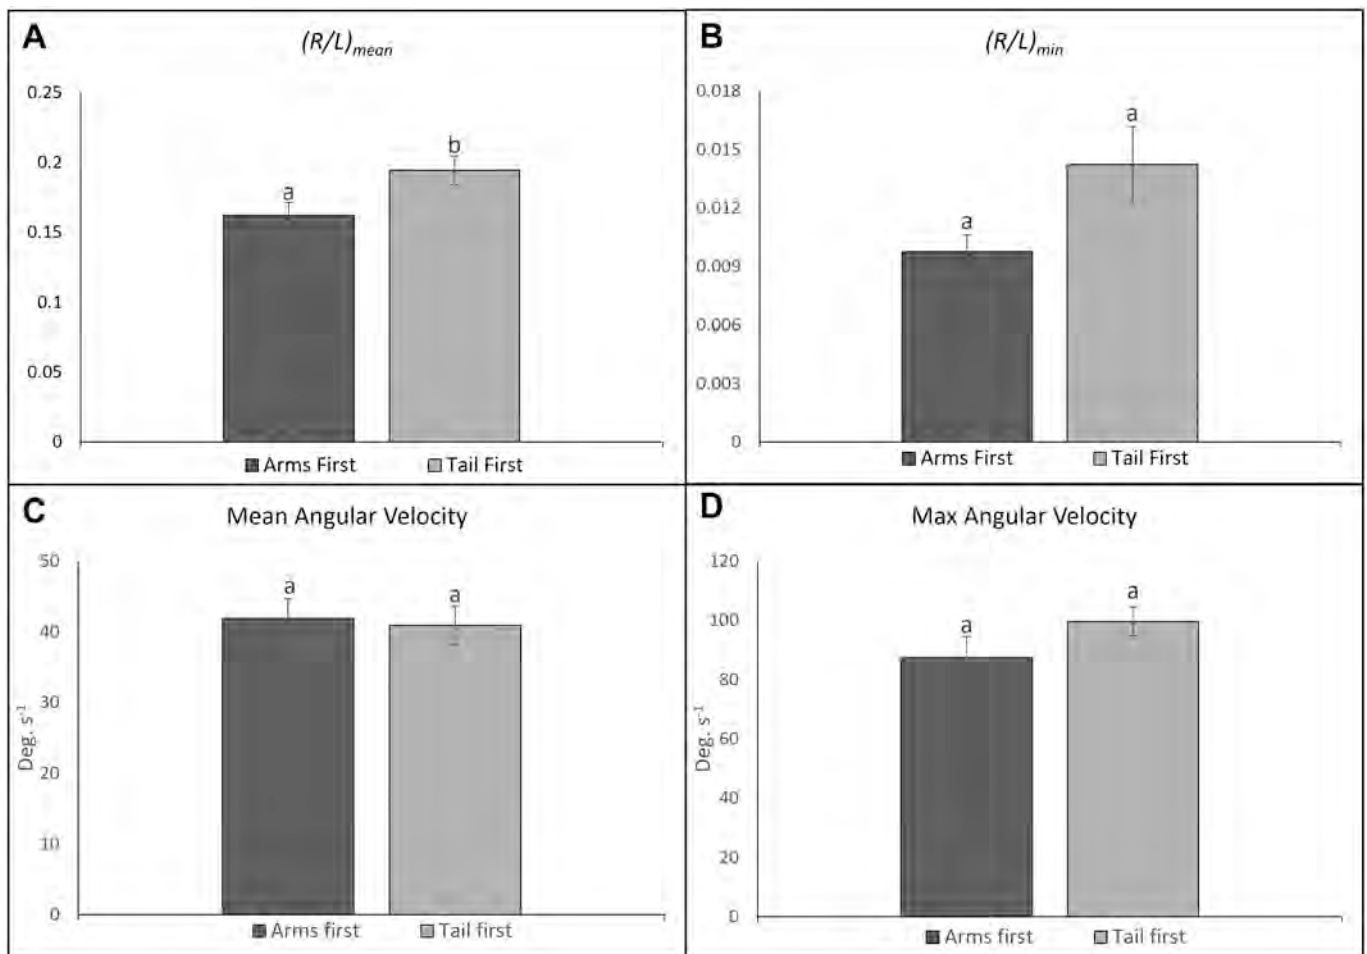 A
(R/L)mean
0.25
0.2
0.15
0.1
0.05
0
a
b
Arms First
Tail First
B
(R/L)min
0.018
0.015
0.012
0.009
0.006
0.003
0
a
a
Arms First
Tail First
C
Mean Angular Velocity
Deg. s-1
50
40
30
20
10
0
a
a
Arms first
Tail first
D
Max Angular Velocity
Deg. s-1
120
100
80
60
40
20
0
a
a
Arms first
Tail first